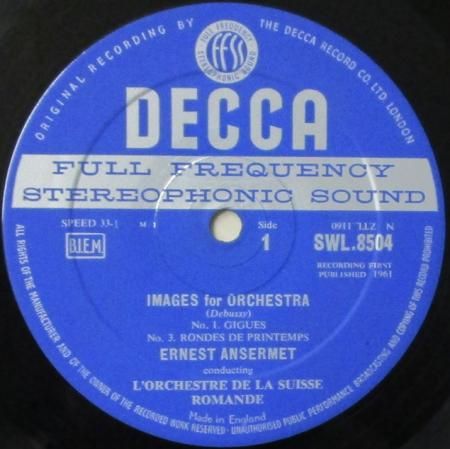 ORIGINAL RECORDING BY THE DECCA RECORD CO. LTD. LONDON
FULL FREQUENCY
ffss
STEREOPHONIC SOUND
DECCA
FULL FREQUENCY
STEREOPHONIC SOUND
SPEED 33⅓ M 1
Side
1
N ZZ.L 1160
B.I.E.M
SWL.8504
RECORDING FIRST
PUBLISHED 1961
IMAGES for ORCHESTRA
(Debussy)
No. 1. GIGUES
No. 3. RONDES DE PRINTEMPS
ERNEST ANSERMET
conducting
L'ORCHESTRE DE LA SUISSE
ROMANDE
Made in England
ALL RIGHTS OF THE MANUFACTURER AND OF THE OWNER OF THE RECORDED WORK RESERVED · UNAUTHORISED PUBLIC PERFORMANCE BROADCASTING AND COPYING OF THIS RECORD PROHIBITED